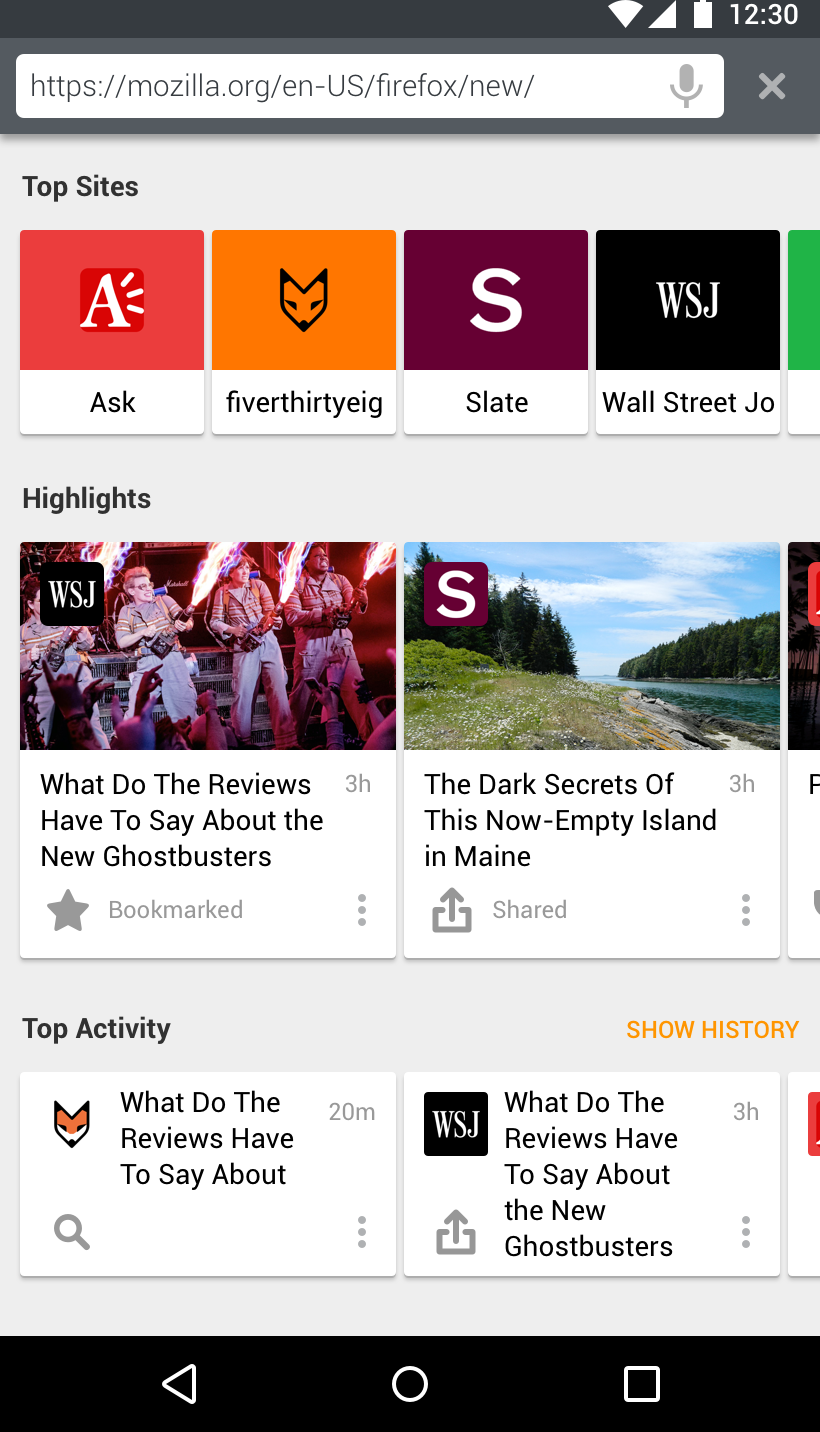 12:30
https://mozilla.org/en-US/firefox/new/
Top Sites
A
S
WSJ
Ask
fiverthirtyeig
Slate
Wall Street Jo
Highlights
WSJ
Marshall
S
What Do The Reviews
Have To Say About the
New Ghostbusters
3h
Bookmarked
The Dark Secrets Of
This Now-Empty Island
in Maine
3h
Shared
Top Activity
SHOW HISTORY
What Do The
Reviews Have
To Say About
20m
WSJ
What Do The
Reviews Have
To Say About
the New
Ghostbusters
3h